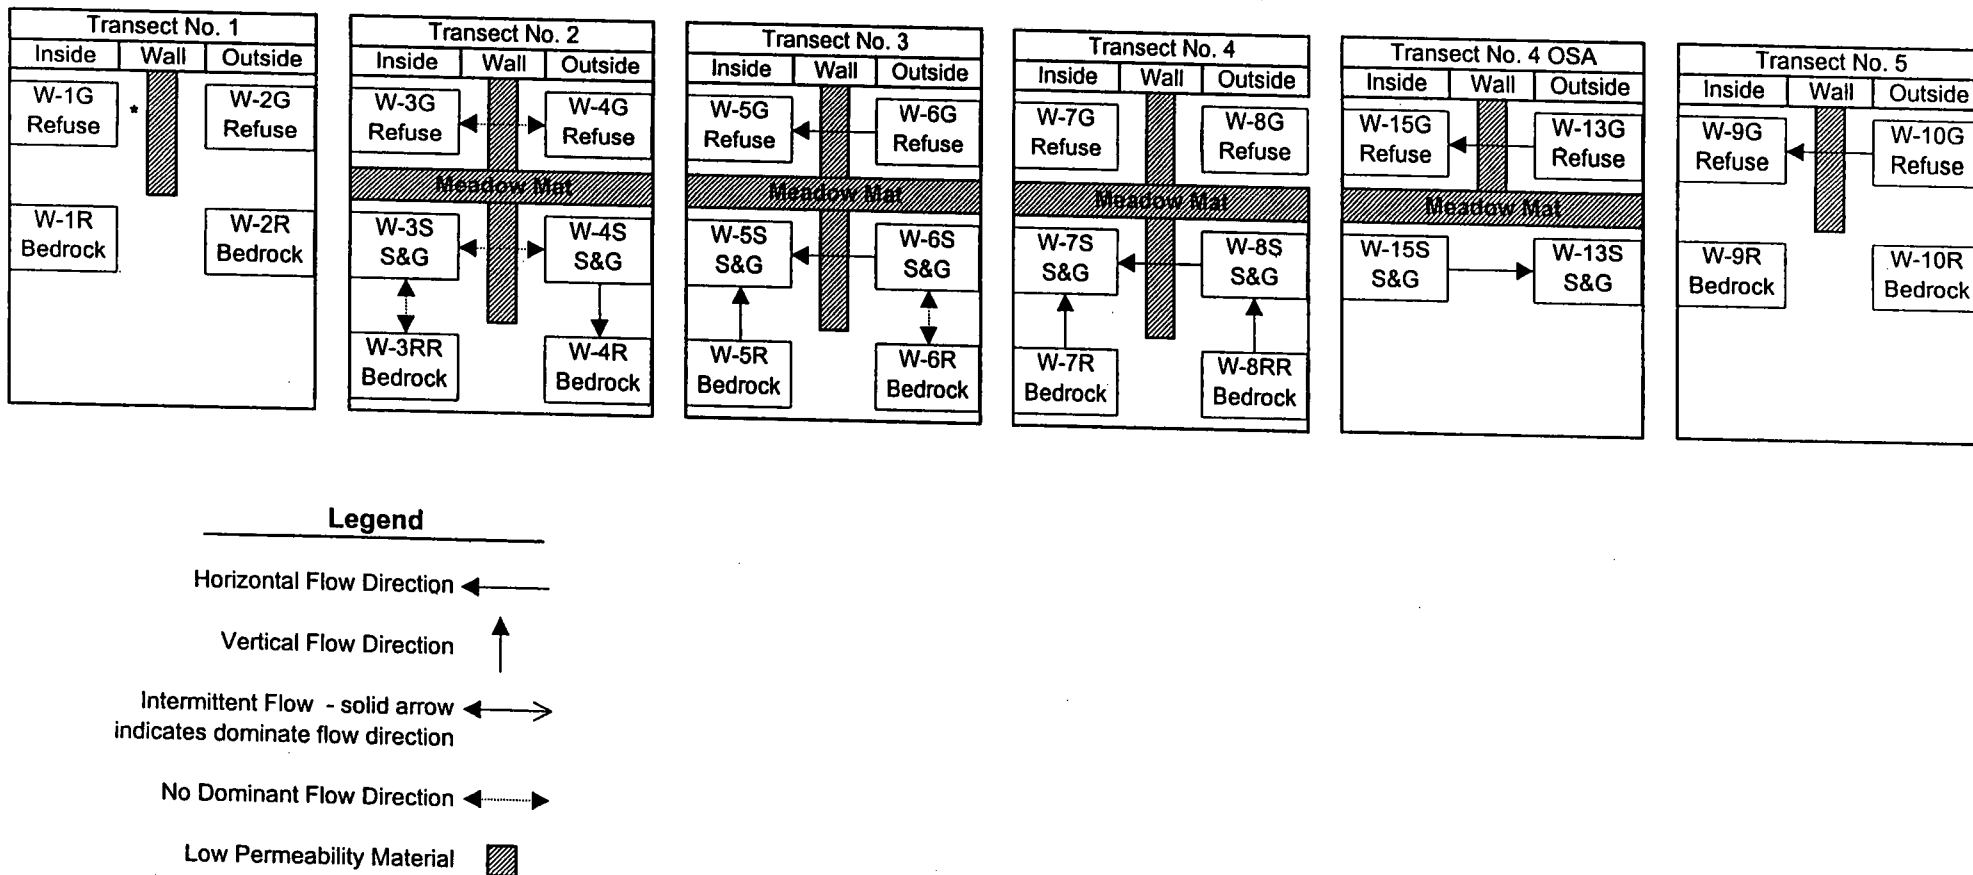 Transect No. 1
Inside Wall Outside
W-1G
Refuse
*
W-2G
Refuse
W-1R
Bedrock
W-2R
Bedrock
Transect No. 2
Inside Wall Outside
W-3G
Refuse
W-4G
Refuse
Meadow Mat
W-3S
S&G
W-4S
S&G
W-3RR
Bedrock
W-4R
Bedrock
Transect No. 3
Inside Wall Outside
W-5G
Refuse
W-6G
Refuse
Meadow Mat
W-5S
S&G
W-6S
S&G
W-5R
Bedrock
W-6R
Bedrock
Transect No. 4
Inside Wall Outside
W-7G
Refuse
W-8G
Refuse
Meadow Mat
W-7S
S&G
W-8S
S&G
W-7R
Bedrock
W-8RR
Bedrock
Transect No. 4 OSA
Inside Wall Outside
W-15G
Refuse
W-13G
Refuse
Meadow Mat
W-15S
S&G
W-13S
S&G
Transect No. 5
Inside Wall Outside
W-9G
Refuse
W-10G
Refuse
W-9R
Bedrock
W-10R
Bedrock
Legend
Horizontal Flow Direction
Vertical Flow Direction
Intermittent Flow - solid arrow
indicates dominate flow direction
No Dominant Flow Direction
Low Permeability Material